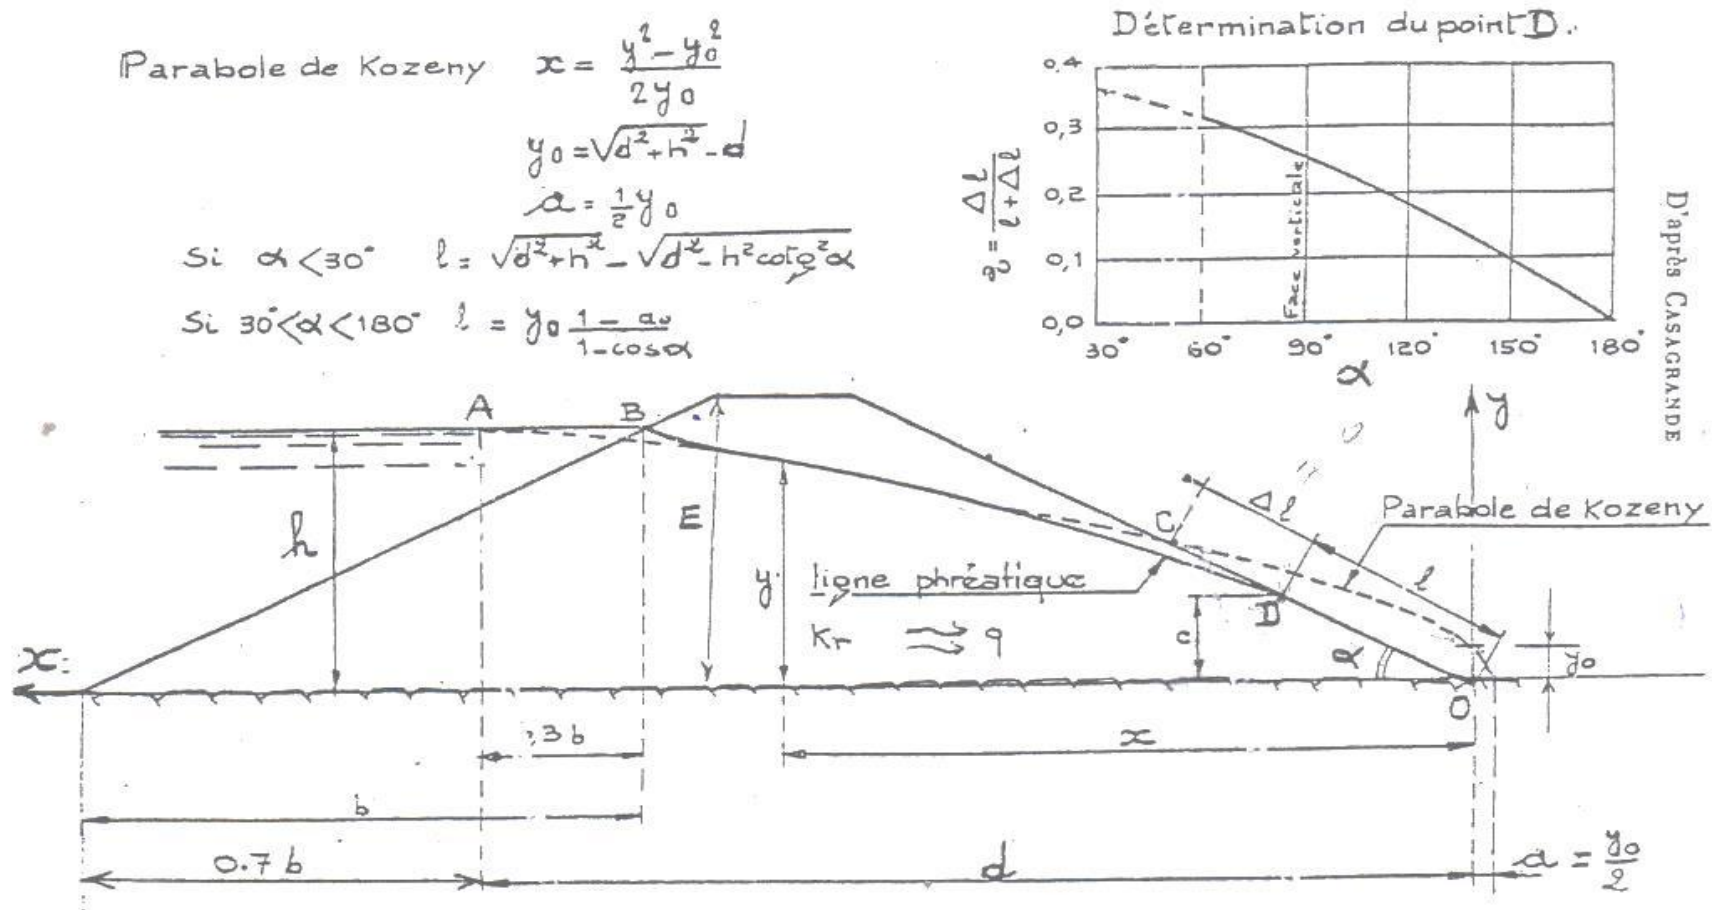 Parabole de Kozeny x = (y² - y₀²) / (2 y₀)
y₀ = √(d² + h²) - d
a = ½ y₀
Si α < 30° l = √(d² + h²) - √(d² - h² cotg² α)
Si 30° < α < 180° l = y₀ (1 - a₀) / (1 - cos α)
Détermination du point D.
0,4
0,3
0,2
0,1
0,0
Δl / (l + Δl)
Face verticale
30° 60° 90° 120° 150° 180°
α
D'après CASAGRANDE
A
B
y
h
E
y
C
Δl
l
Parabole de Kozeny
ligne phréatique
D
c
Kr q
α
y₀
x
O
,3 b
x
b
0.7 b
d
a = y₀ / 2